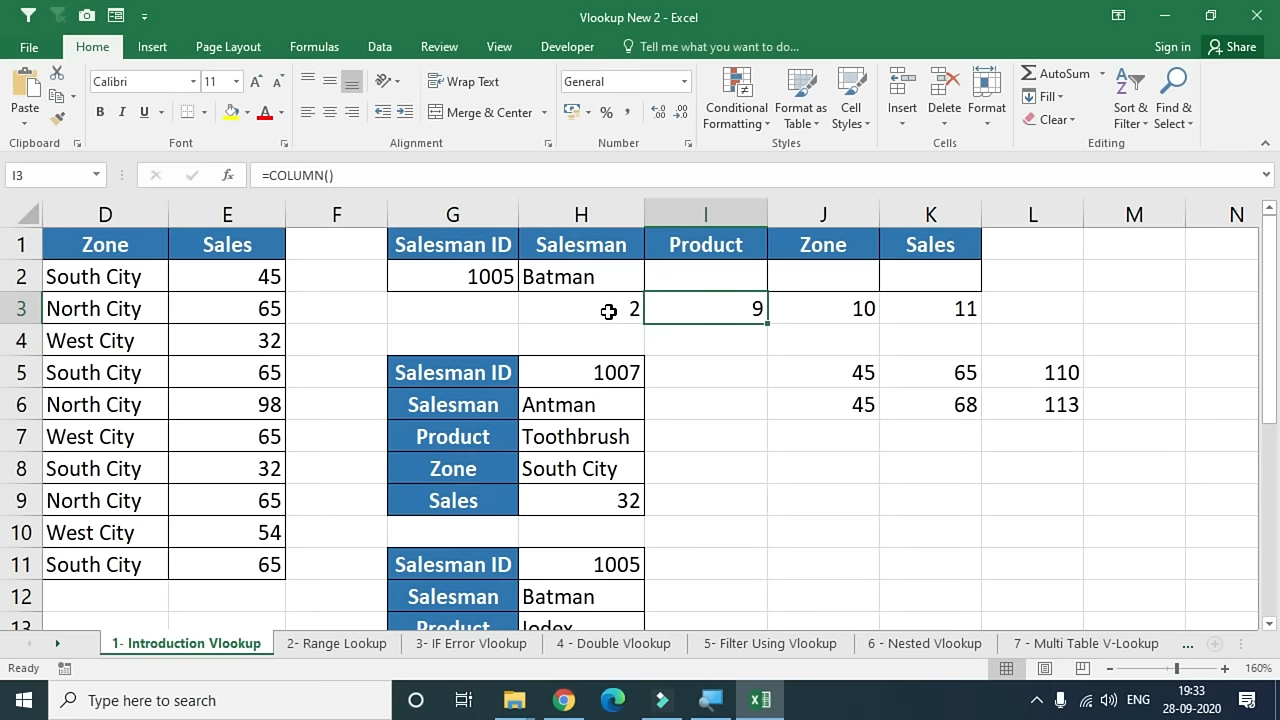 Vlookup New 2 - Excel
File Home Insert Page Layout Formulas Data Review View Developer Tell me what you want to do... Sign in Share
Paste
Calibri 11
B I U
Wrap Text
Merge & Center
General
% ,
Conditional Formatting
Format as Table
Cell Styles
Insert
Delete
Format
AutoSum
Fill
Clear
Sort & Filter
Find & Select
Clipboard Font Alignment Number Styles Cells Editing
I3 fx =COLUMN()
D E F G H I J K L M N
1 Zone Sales Salesman ID Salesman Product Zone Sales
2 South City 45 1005 Batman
3 North City 65 2 9 10 11
4 West City 32
5 South City 65 Salesman ID 1007 45 65 110
6 North City 98 Salesman Antman 45 68 113
7 West City 65 Product Toothbrush
8 South City 32 Zone South City
9 North City 65 Sales 32
10 West City 54
11 South City 65 Salesman ID 1005
12 Salesman Batman
13 Product Iodex
1- Introduction Vlookup 2- Range Lookup 3- IF Error Vlookup 4 - Double Vlookup 5- Filter Using Vlookup 6 - Nested Vlookup 7 - Multi Table V-Lookup ...
Ready 160%
Type here to search ENG 19:33
28-09-2020